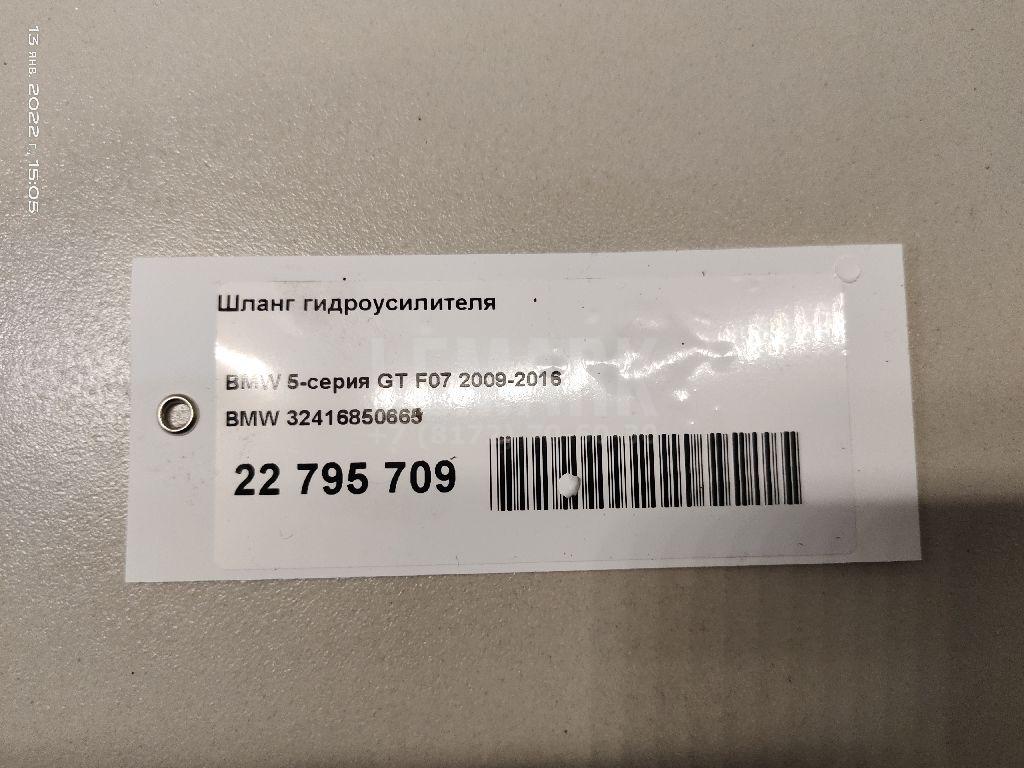 13 янв. 2022 г., 15:05
Шланг гидроусилителя
LEMARK
BMW 5-серия GT F07 2009-2016
BMW 32416850665
22 795 709